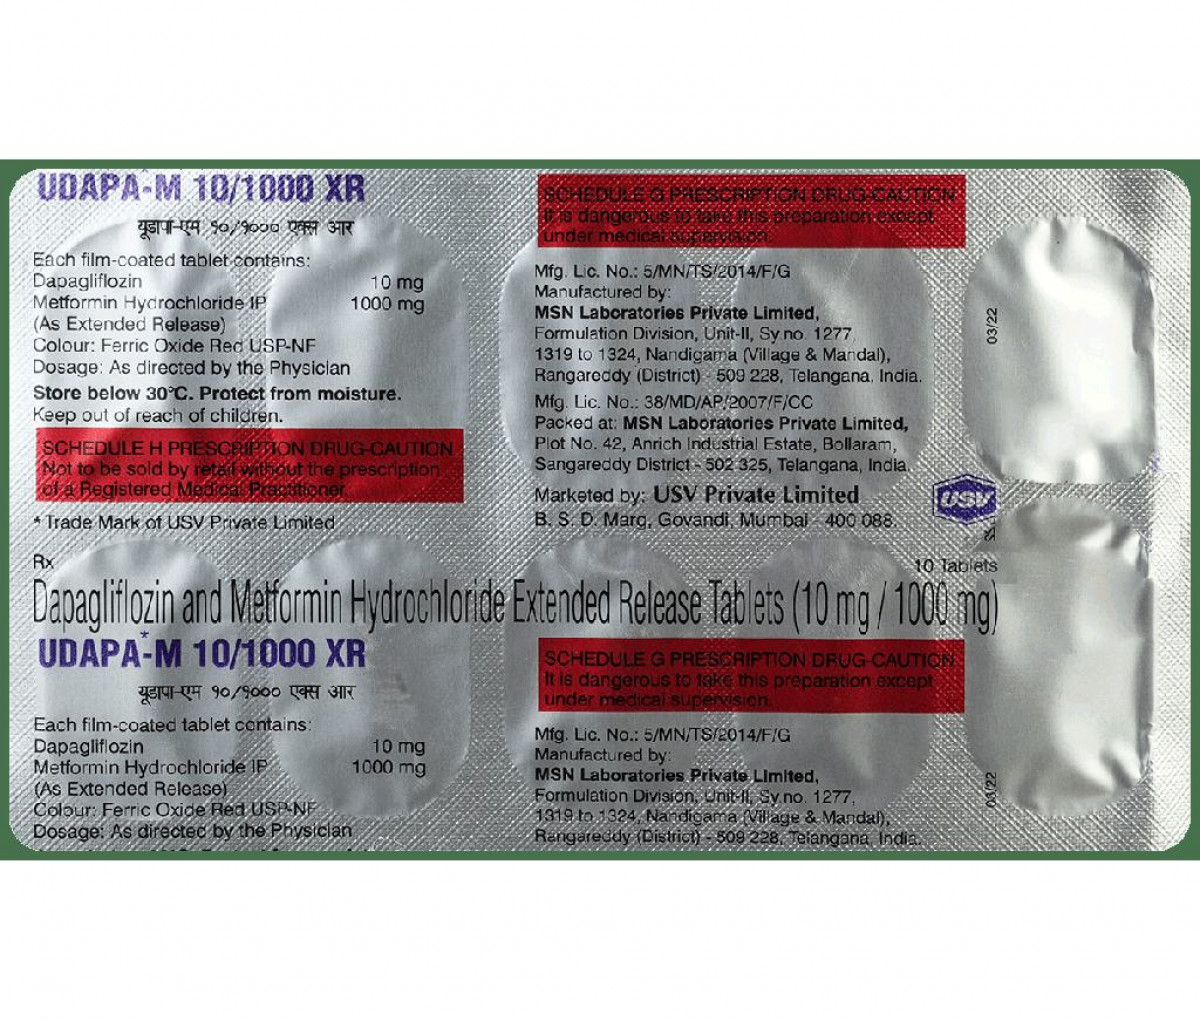 UDAPA*-M 10/1000 XR
यूडापा-एम १०/१००० एक्स आर
Each film-coated tablet contains:
Dapagliflozin 10 mg
Metformin Hydrochloride IP 1000 mg
(As Extended Release)
Colour: Ferric Oxide Red USP-NF
Dosage: As directed by the Physician
Store below 30°C. Protect from moisture.
Keep out of reach of children.
SCHEDULE H PRESCRIPTION DRUG-CAUTION
Not to be sold by retail without the prescription
of a Registered Medical Practitioner.
* Trade Mark of USV Private Limited
SCHEDULE G PRESCRIPTION DRUG-CAUTION
It is dangerous to take this preparation except
under medical supervision.
Mfg. Lic. No.: 5/MN/TS/2014/F/G
Manufactured by:
MSN Laboratories Private Limited,
Formulation Division, Unit-II, Sy.no. 1277,
1319 to 1324, Nandigama (Village & Mandal),
Rangareddy (District) - 509 228, Telangana, India.
Mfg. Lic. No.: 38/MD/AP/2007/F/CC
Packed at: MSN Laboratories Private Limited,
Plot No. 42, Anrich Industrial Estate, Bollaram,
Sangareddy District - 502 325, Telangana, India.
Marketed by: USV Private Limited
B. S. D. Marg, Govandi, Mumbai - 400 088.
03/22
USV
Rx
10 Tablets
Dapagliflozin and Metformin Hydrochloride Extended Release Tablets (10 mg / 1000 mg)
UDAPA*-M 10/1000 XR
यूडापा-एम १०/१००० एक्स आर
Each film-coated tablet contains:
Dapagliflozin 10 mg
Metformin Hydrochloride IP 1000 mg
(As Extended Release)
Colour: Ferric Oxide Red USP-NF
Dosage: As directed by the Physician
SCHEDULE G PRESCRIPTION DRUG-CAUTION
It is dangerous to take this preparation except
under medical supervision.
Mfg. Lic. No.: 5/MN/TS/2014/F/G
Manufactured by:
MSN Laboratories Private Limited,
Formulation Division, Unit-II, Sy.no. 1277,
1319 to 1324, Nandigama (Village & Mandal),
Rangareddy (District) - 509 228, Telangana, India.
03/22